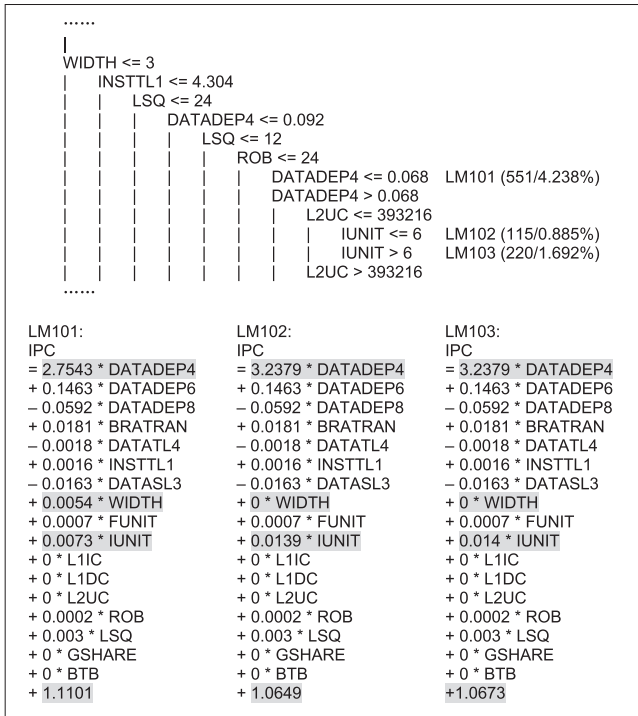 ......
|
WIDTH <= 3
| INSTTL1 <= 4.304
| | LSQ <= 24
| | | DATADEP4 <= 0.092
| | | | LSQ <= 12
| | | | | ROB <= 24
| | | | | | DATADEP4 <= 0.068 LM101 (551/4.238%)
| | | | | | DATADEP4 > 0.068
| | | | | | | L2UC <= 393216
| | | | | | | | IUNIT <= 6 LM102 (115/0.885%)
| | | | | | | | IUNIT > 6 LM103 (220/1.692%)
| | | | | | | L2UC > 393216
......
LM101:
IPC
= 2.7543 * DATADEP4
+ 0.1463 * DATADEP6
– 0.0592 * DATADEP8
+ 0.0181 * BRATRAN
– 0.0018 * DATATL4
+ 0.0016 * INSTTL1
– 0.0163 * DATASL3
+ 0.0054 * WIDTH
+ 0.0007 * FUNIT
+ 0.0073 * IUNIT
+ 0 * L1IC
+ 0 * L1DC
+ 0 * L2UC
+ 0.0002 * ROB
+ 0.003 * LSQ
+ 0 * GSHARE
+ 0 * BTB
+ 1.1101
LM102:
IPC
= 3.2379 * DATADEP4
+ 0.1463 * DATADEP6
– 0.0592 * DATADEP8
+ 0.0181 * BRATRAN
– 0.0018 * DATATL4
+ 0.0016 * INSTTL1
– 0.0163 * DATASL3
+ 0 * WIDTH
+ 0.0007 * FUNIT
+ 0.0139 * IUNIT
+ 0 * L1IC
+ 0 * L1DC
+ 0 * L2UC
+ 0.0002 * ROB
+ 0.003 * LSQ
+ 0 * GSHARE
+ 0 * BTB
+ 1.0649
LM103:
IPC
= 3.2379 * DATADEP4
+ 0.1463 * DATADEP6
– 0.0592 * DATADEP8
+ 0.0181 * BRATRAN
– 0.0018 * DATATL4
+ 0.0016 * INSTTL1
– 0.0163 * DATASL3
+ 0 * WIDTH
+ 0.0007 * FUNIT
+ 0.014 * IUNIT
+ 0 * L1IC
+ 0 * L1DC
+ 0 * L2UC
+ 0.0002 * ROB
+ 0.003 * LSQ
+ 0 * GSHARE
+ 0 * BTB
+1.0673